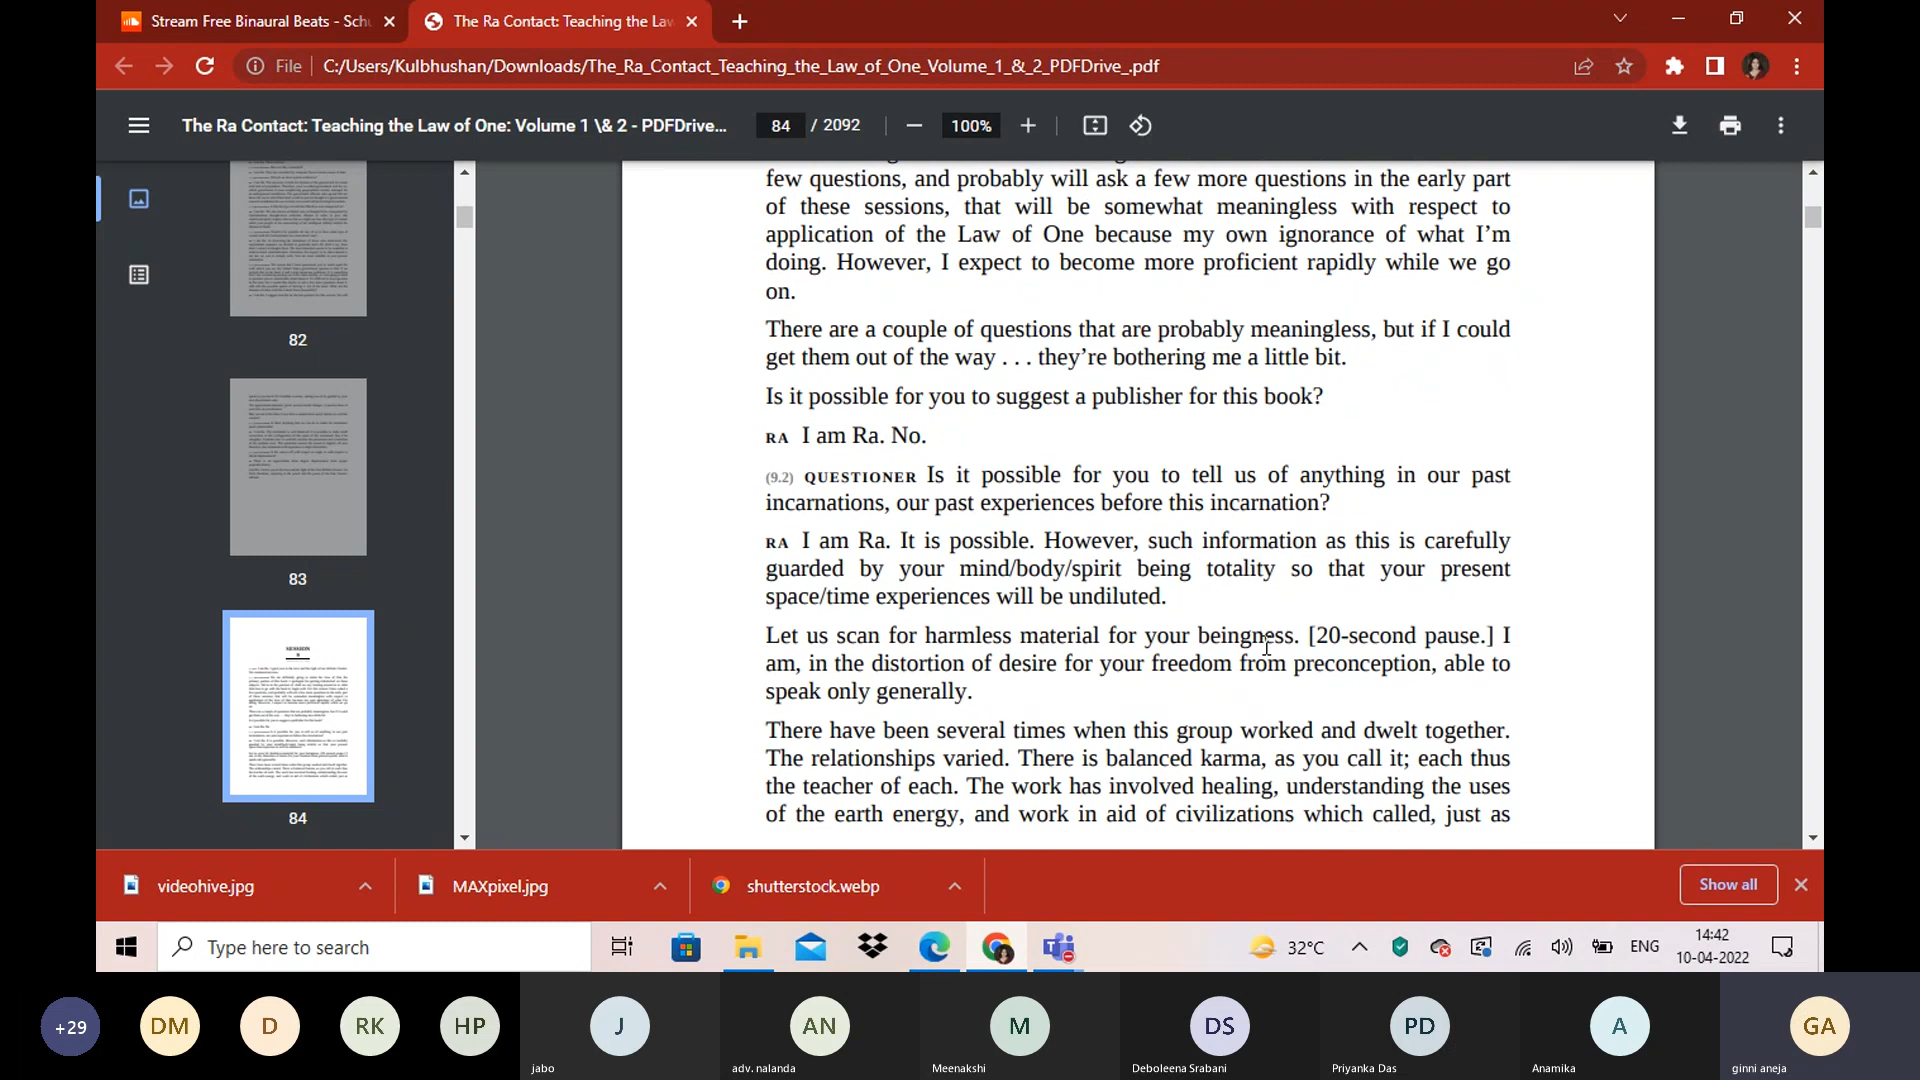 Stream Free Binaural Beats - Sch
The Ra Contact: Teaching the Law
File
C:/Users/Kulbhushan/Downloads/The_Ra_Contact_Teaching_the_Law_of_One_Volume_1_&_2_PDFDrive_.pdf
The Ra Contact: Teaching the Law of One: Volume 1 \& 2 - PDFDrive...
84 / 2092
100%
82
83
SESSION
84
few questions, and probably will ask a few more questions in the early part
of these sessions, that will be somewhat meaningless with respect to
application of the Law of One because my own ignorance of what I'm
doing. However, I expect to become more proficient rapidly while we go
on.
There are a couple of questions that are probably meaningless, but if I could
get them out of the way . . . they're bothering me a little bit.
Is it possible for you to suggest a publisher for this book?
RA I am Ra. No.
(9.2) QUESTIONER Is it possible for you to tell us of anything in our past
incarnations, our past experiences before this incarnation?
RA I am Ra. It is possible. However, such information as this is carefully
guarded by your mind/body/spirit being totality so that your present
space/time experiences will be undiluted.
Let us scan for harmless material for your beingness. [20-second pause.] I
am, in the distortion of desire for your freedom from preconception, able to
speak only generally.
There have been several times when this group worked and dwelt together.
The relationships varied. There is balanced karma, as you call it; each thus
the teacher of each. The work has involved healing, understanding the uses
of the earth energy, and work in aid of civilizations which called, just as
videohive.jpg
MAXpixel.jpg
shutterstock.webp
Show all
Type here to search
32°C
ENG
14:42
10-04-2022
+29
DM
D
RK
HP
J
jabo
AN
adv. nalanda
M
Meenakshi
DS
Deboleena Srabani
PD
Priyanka Das
A
Anamika
GA
ginni aneja